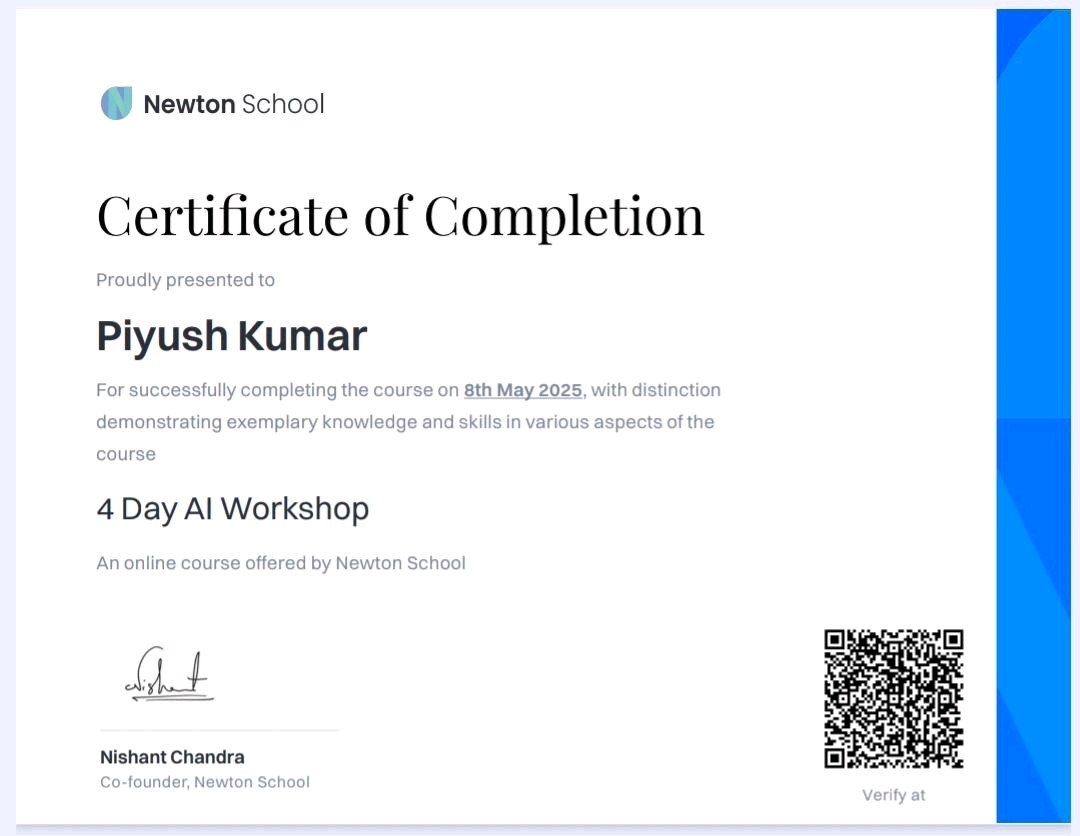 Newton School
Certificate of Completion
Proudly presented to
Piyush Kumar
For successfully completing the course on 8th May 2025, with distinction
demonstrating exemplary knowledge and skills in various aspects of the
course
4 Day AI Workshop
An online course offered by Newton School
Nishant
Nishant Chandra
Co-founder, Newton School
Verify at